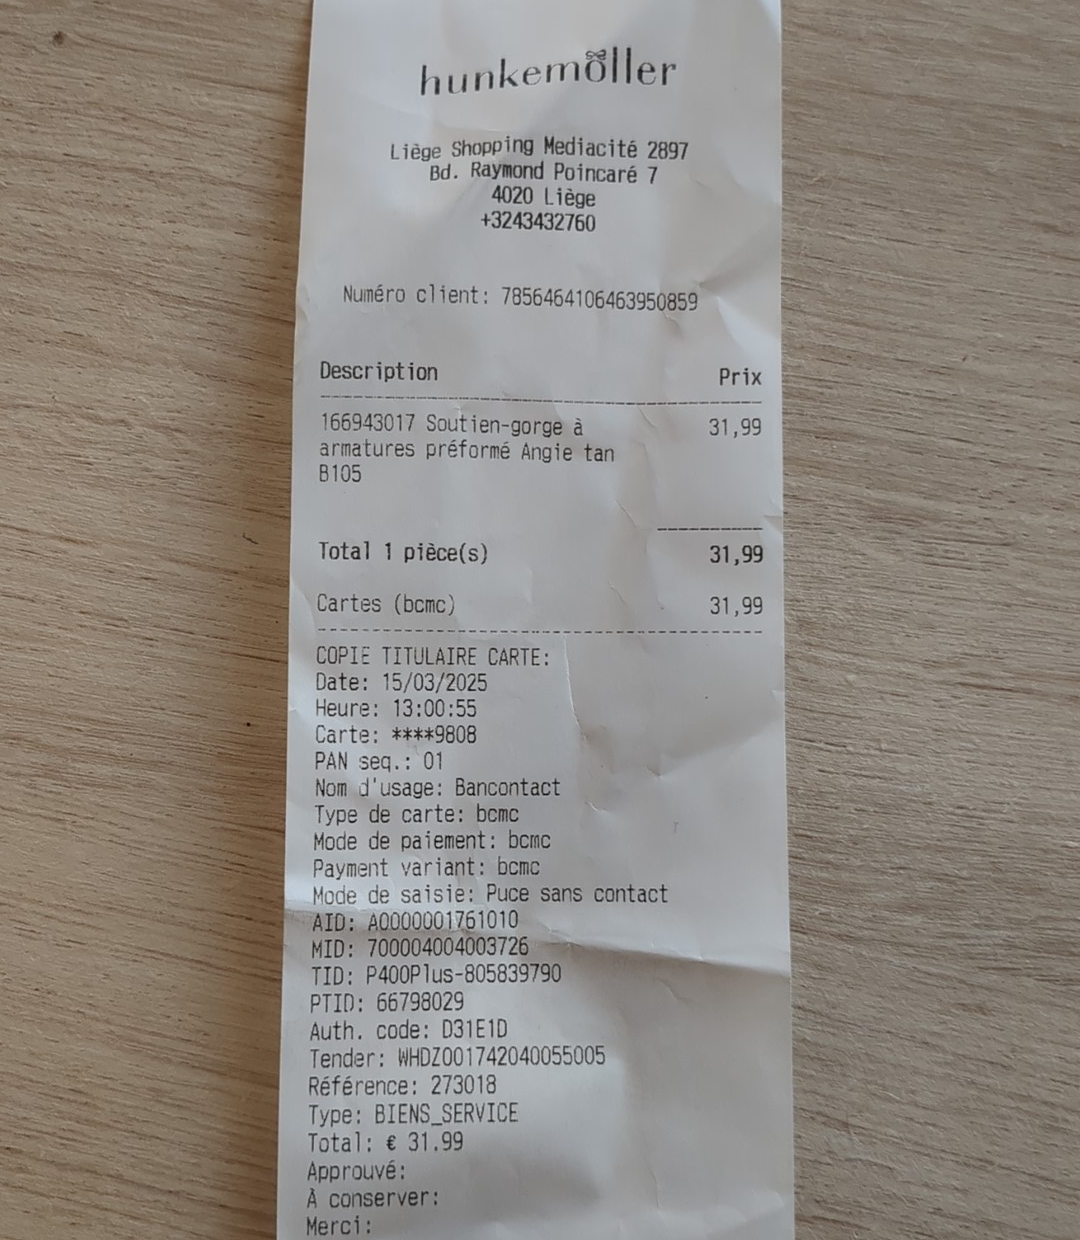 hunkemöller
Liège Shopping Mediacité 2897
Bd. Raymond Poincaré 7
4020 Liège
+3243432760
Numéro client: 7856464106463950859
Description Prix
166943017 Soutien-gorge à 31,99
armatures préformé Angie tan
B105
Total 1 pièce(s) 31,99
Cartes (bcmc) 31,99
COPIE TITULAIRE CARTE:
Date: 15/03/2025
Heure: 13:00:55
Carte: ****9808
PAN seq.: 01
Nom d'usage: Bancontact
Type de carte: bcmc
Mode de paiement: bcmc
Payment variant: bcmc
Mode de saisie: Puce sans contact
AID: A0000001761010
MID: 700004004003726
TID: P400Plus-805839790
PTID: 66798029
Auth. code: D31E1D
Tender: WHDZ001742040055005
Référence: 273018
Type: BIENS_SERVICE
Total: € 31.99
Approuvé:
À conserver:
Merci: